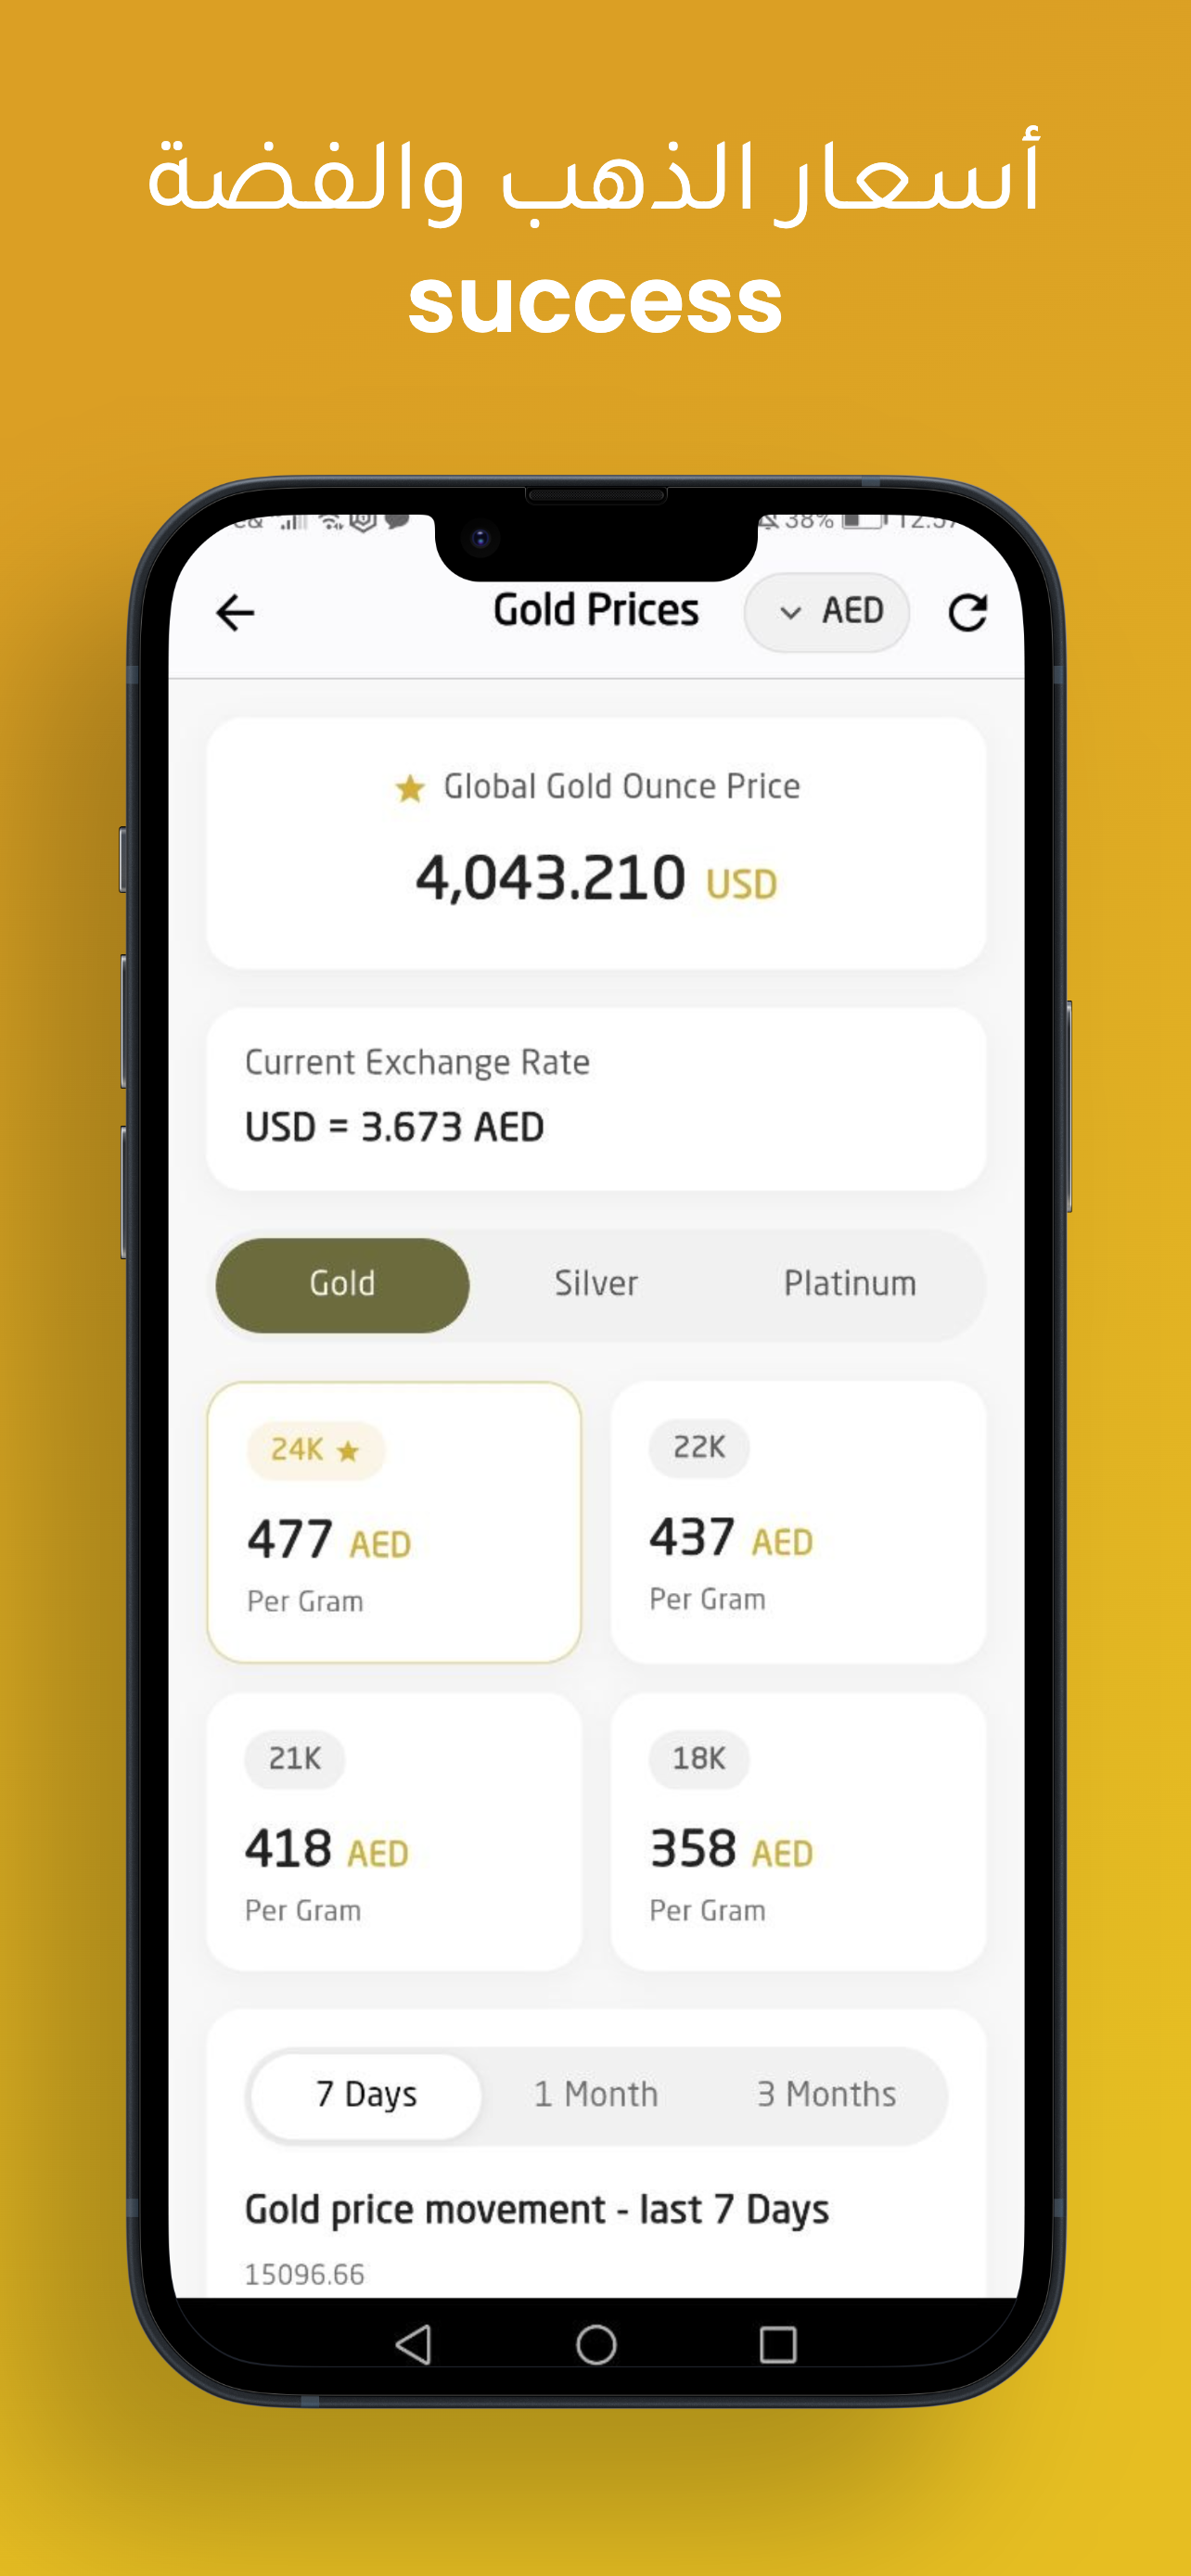 أسعار الذهب والفضة
success
38%
Gold Prices
AED
Global Gold Ounce Price
4,043.210 USD
Current Exchange Rate
USD = 3.673 AED
Gold Silver Platinum
24K
477 AED
Per Gram
22K
437 AED
Per Gram
21K
418 AED
Per Gram
18K
358 AED
Per Gram
7 Days 1 Month 3 Months
Gold price movement - last 7 Days
15096.66